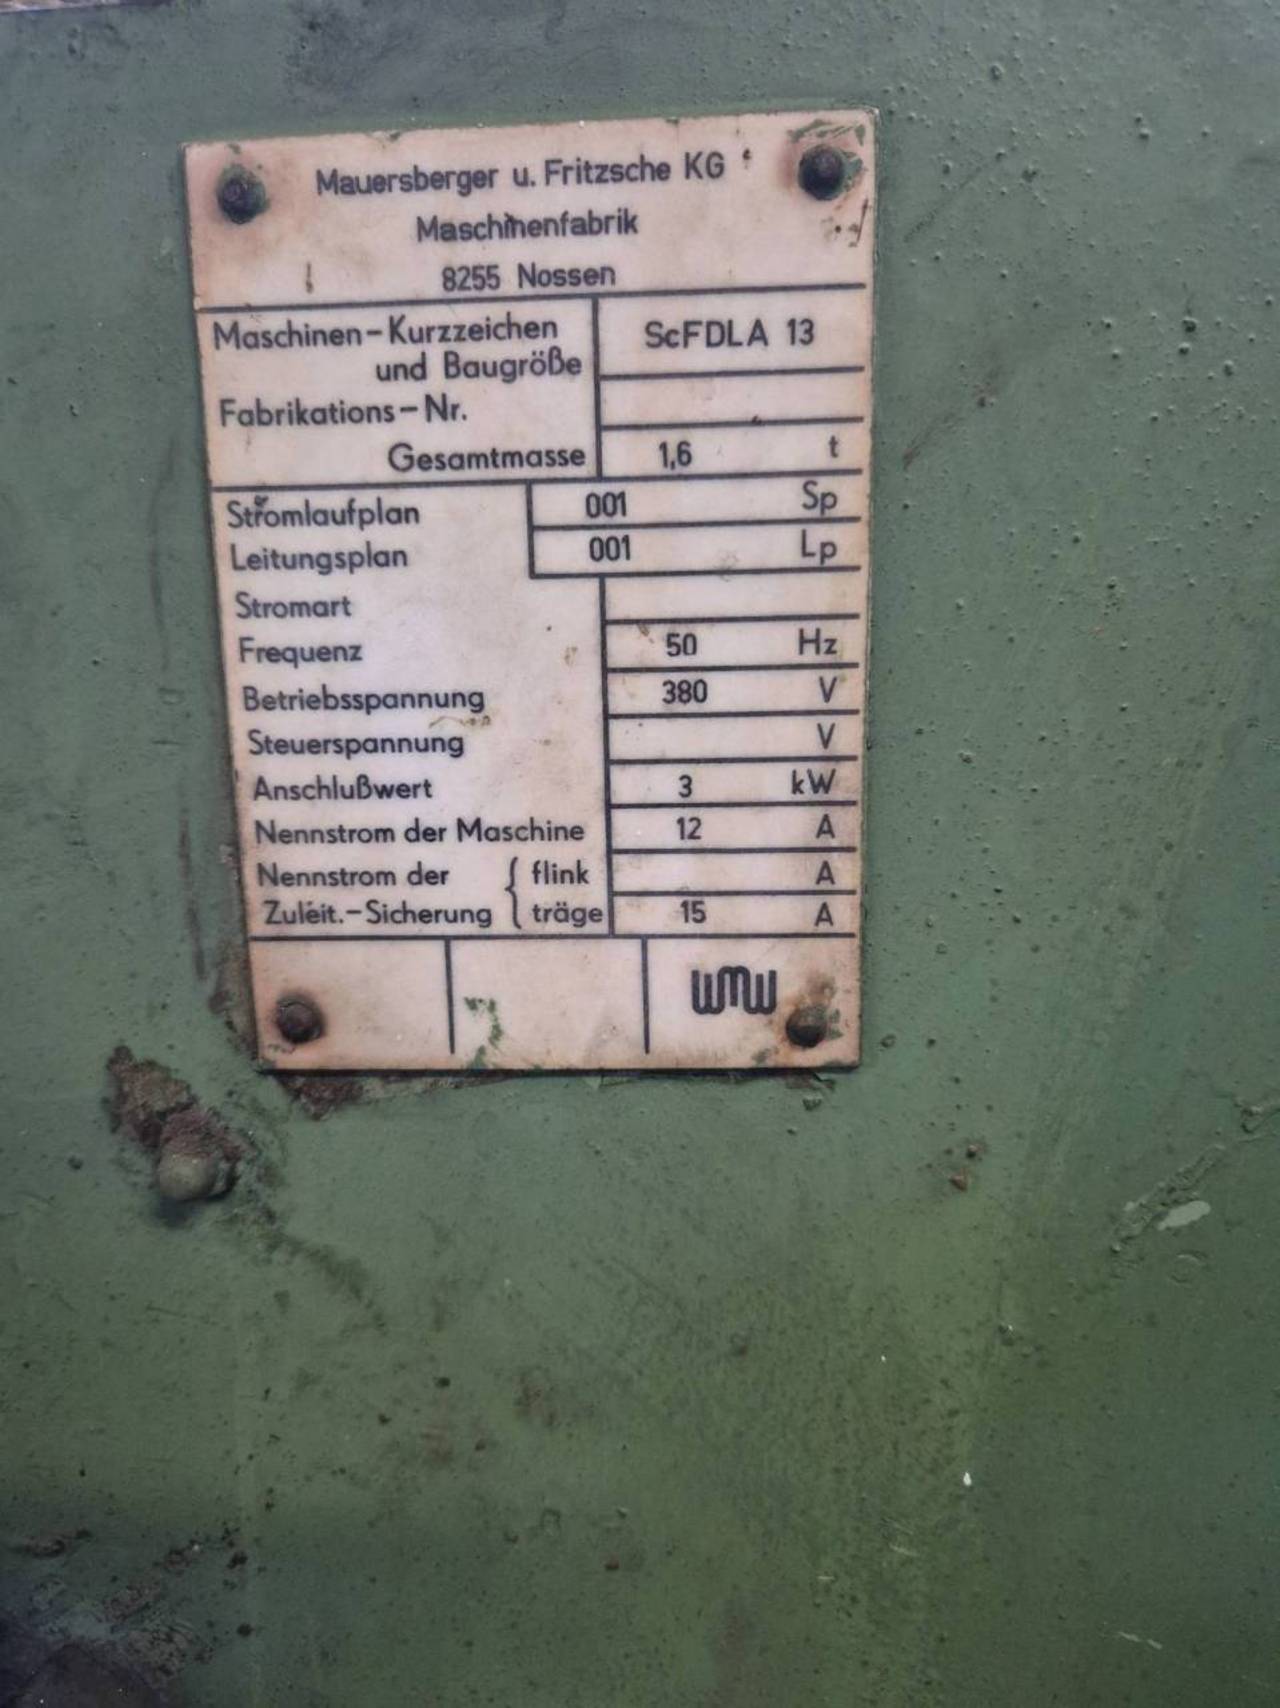 Mauersberger u. Fritzsche KG
Maschinenfabrik
8255 Nossen
Maschinen-Kurzzeichen
und Baugröße ScFDLA 13
Fabrikations-Nr.
Gesamtmasse 1,6 t
Stromlaufplan 001 Sp
Leitungsplan 001 Lp
Stromart
Frequenz 50 Hz
Betriebsspannung 380 V
Steuerspannung V
Anschlußwert 3 kW
Nennstrom der Maschine 12 A
Nennstrom der { flink A
Zuleit.-Sicherung träge 15 A
WMW